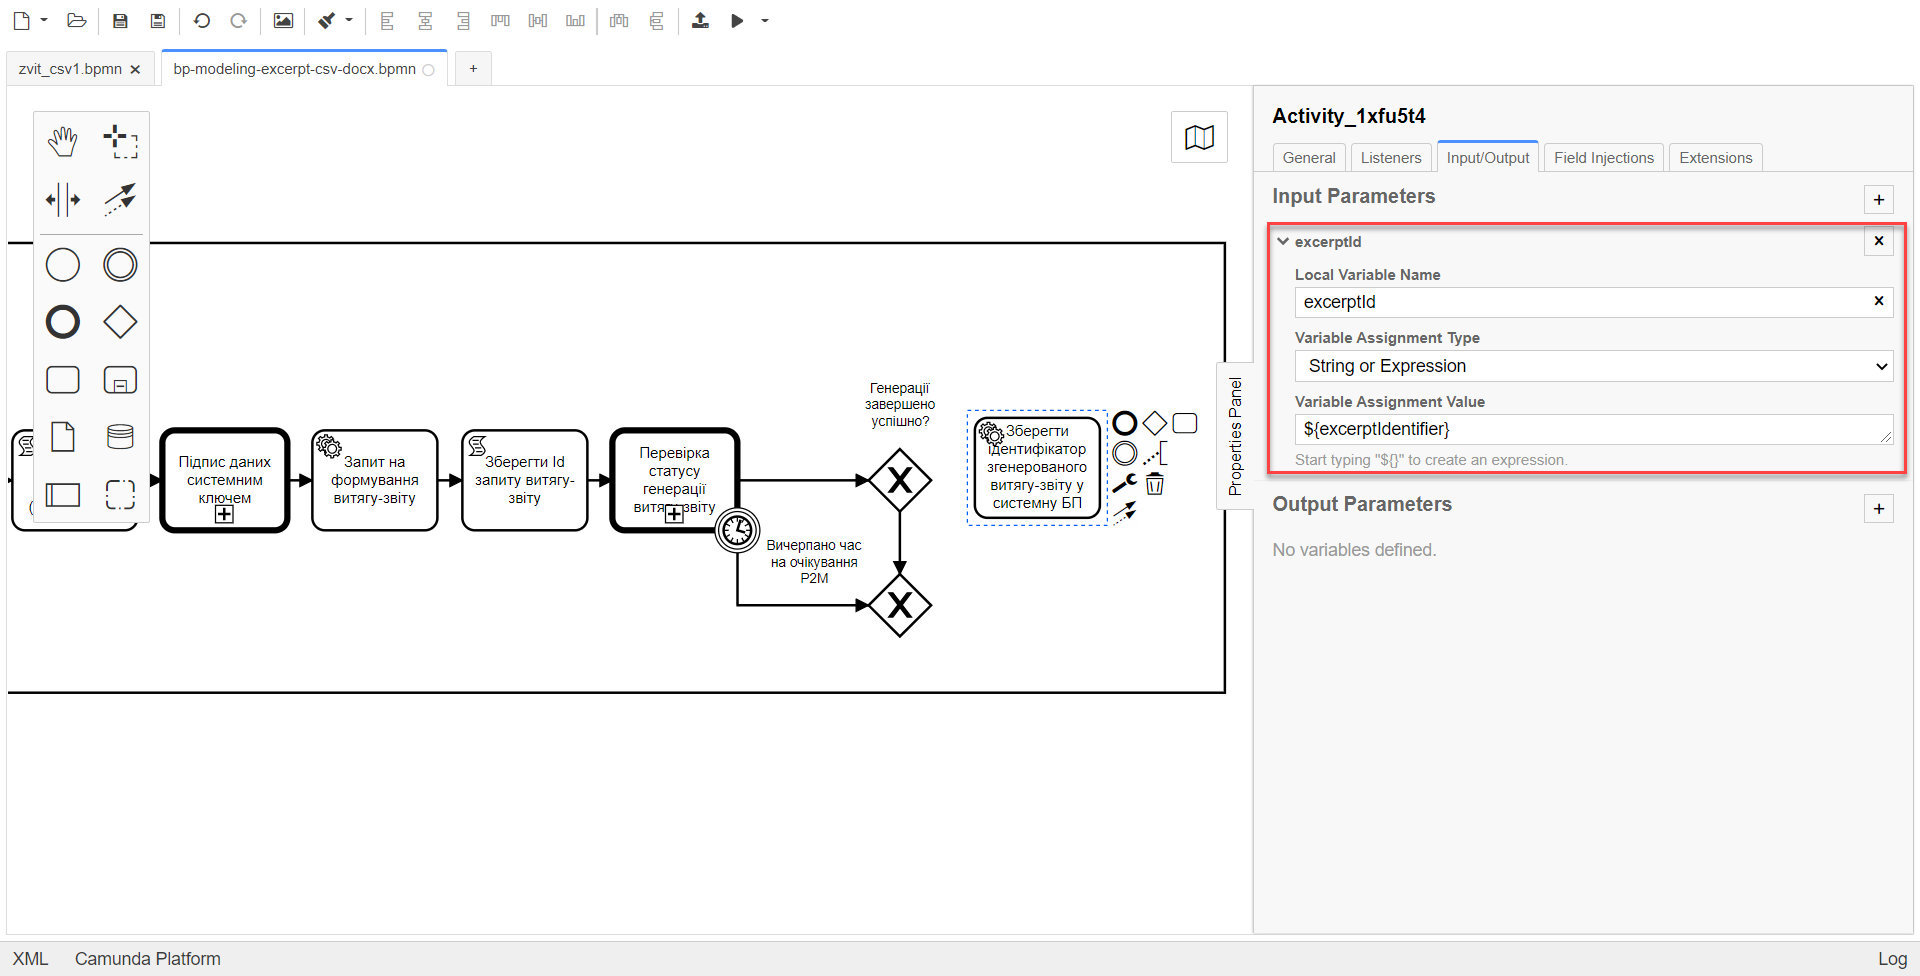 zvit_csv1.bpmn
bp-modeling-excerpt-csv-docx.bpmn
+
Activity_1xfu5t4
General
Listeners
Input/Output
Field Injections
Extensions
Input Parameters
+
excerptId
Local Variable Name
excerptId
Variable Assignment Type
String or Expression
Variable Assignment Value
${excerptIdentifier}
Start typing "${}" to create an expression.
Output Parameters
+
No variables defined.
Properties Panel
(
Підпис даних
системним
ключем
Запит на
формування
витягу-звіту
Зберегти Id
запиту витягу-
звіту
Перевірка
статусу
генерації
витягу-звіту
Вичерпано час
на очікування
P2M
Генерації
завершено
успішно?
Зберегти
ідентифікатор
згенерованого
витягу-звіту у
системну БП
XML
Camunda Platform
Log